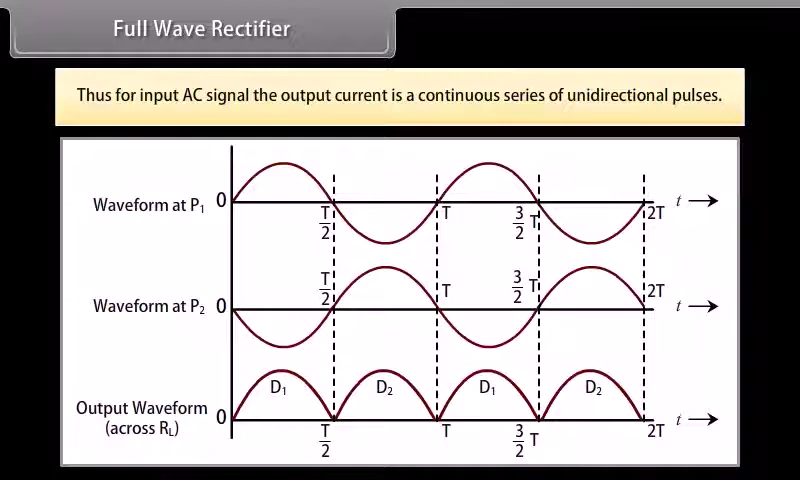 Full Wave Rectifier
Thus for input AC signal the output current is a continuous series of unidirectional pulses.
Waveform at P₁ 0 T/2 T 3/2 T 2T t
Waveform at P₂ 0 T/2 T 3/2 T 2T t
D₁ D₂ D₁ D₂
Output Waveform 0
(across R_L) T/2 T 3/2 T 2T t